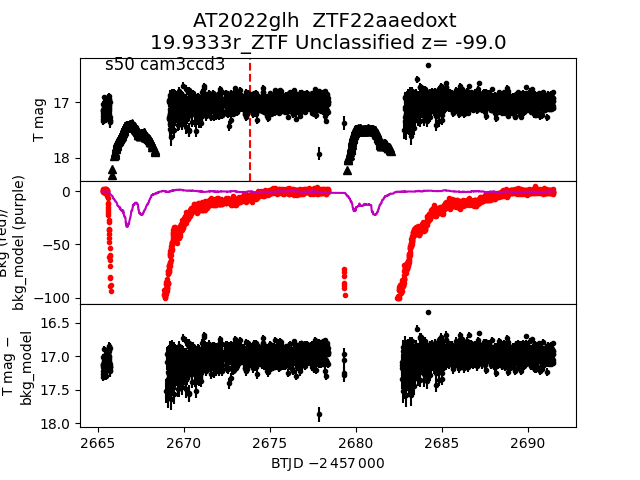 AT2022glh ZTF22aaedoxt
19.9333r_ZTF Unclassified z= -99.0
s50 cam3ccd3
T mag
17
18
Bkg (red)/
bkg_model (purple)
0
−50
−100
T mag −
bkg_model
16.5
17.0
17.5
18.0
2665 2670 2675 2680 2685 2690
BTJD −2 457 000